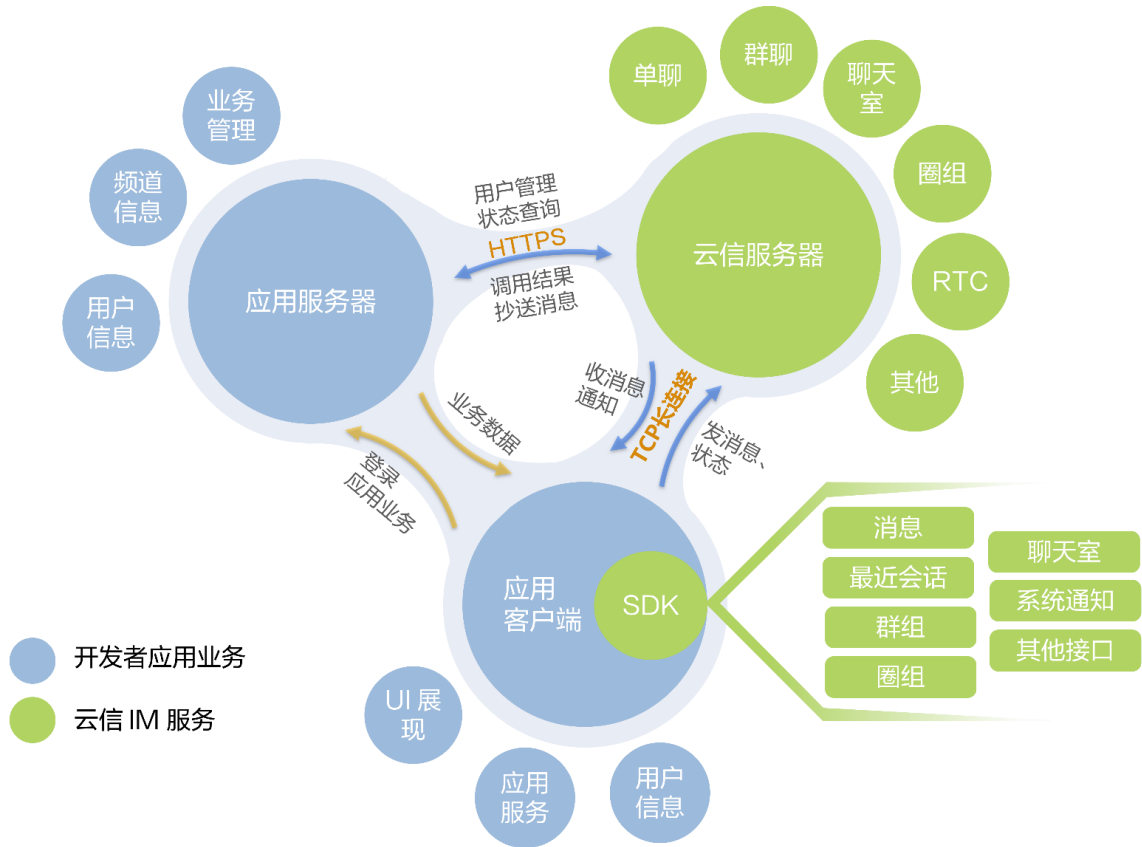 单聊
群聊
聊天
室
圈组
RTC
其他
云信服务器
业务
管理
频道
信息
用户
信息
应用服务器
用户管理
状态查询
HTTPS
调用结果
抄送消息
收消息
通知
TCP长连接
发消息、
状态
业务数据
登录
应用业务
应用
客户端
SDK
消息
最近会话
群组
圈组
聊天室
系统通知
其他接口
UI 展
现
应用
服务
用户
信息
开发者应用业务
云信 IM 服务